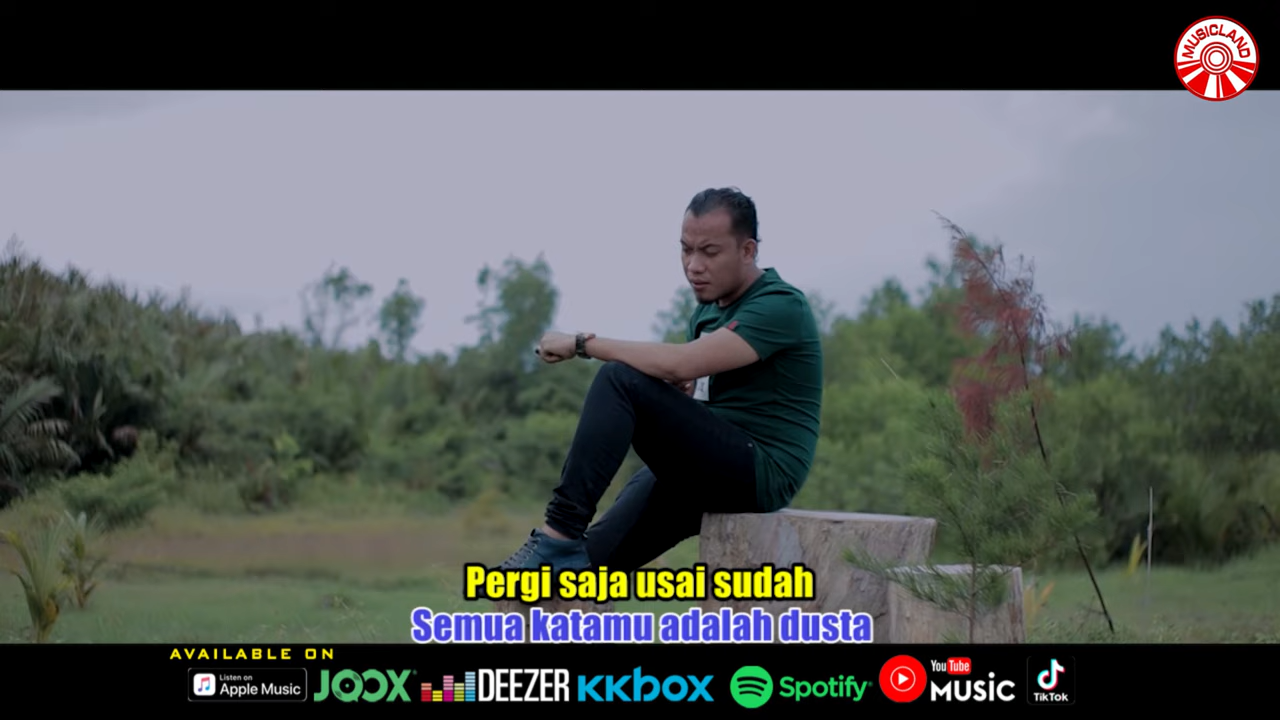 MUSICLAND
Pergi saja usai sudah
Semua katamu adalah dusta
AVAILABLE ON
Listen on
Apple Music
JOOX
DEEZER
KKBOX
Spotify
YouTube
MUSIC
TikTok